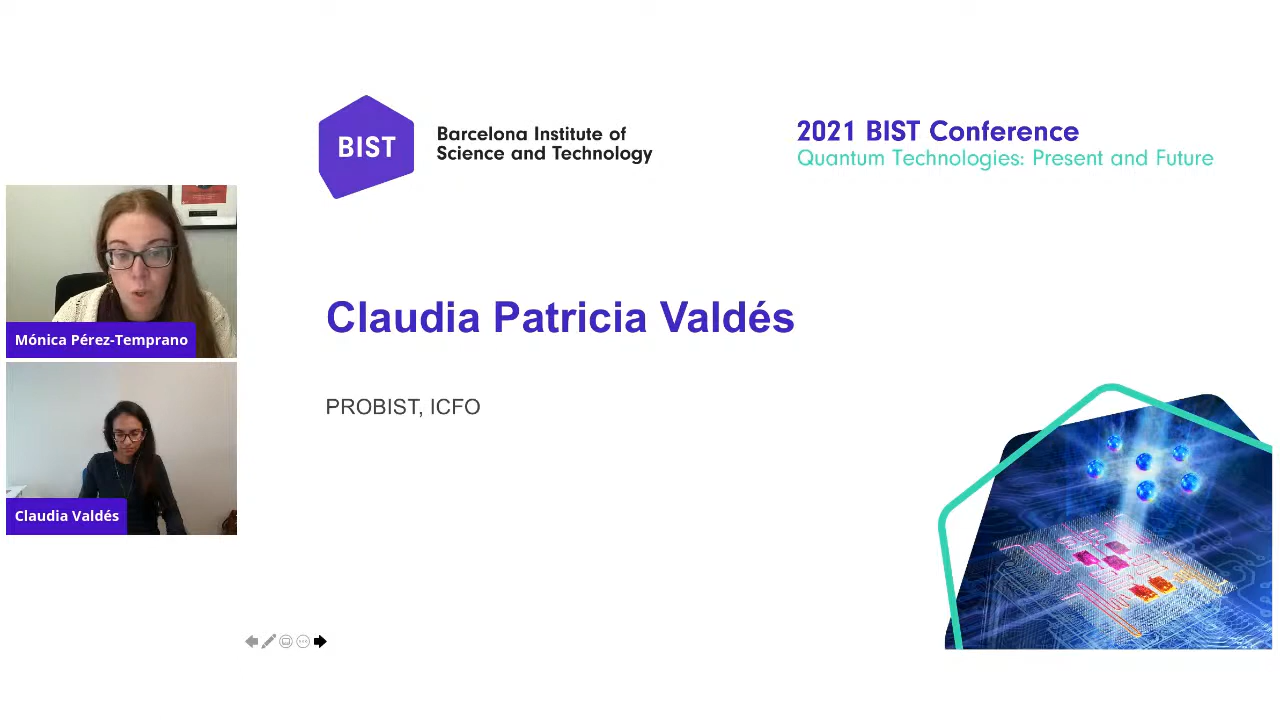 BIST
Barcelona Institute of
Science and Technology
2021 BIST Conference
Quantum Technologies: Present and Future
Mónica Pérez-Temprano
Claudia Valdés
Claudia Patricia Valdés
PROBIST, ICFO